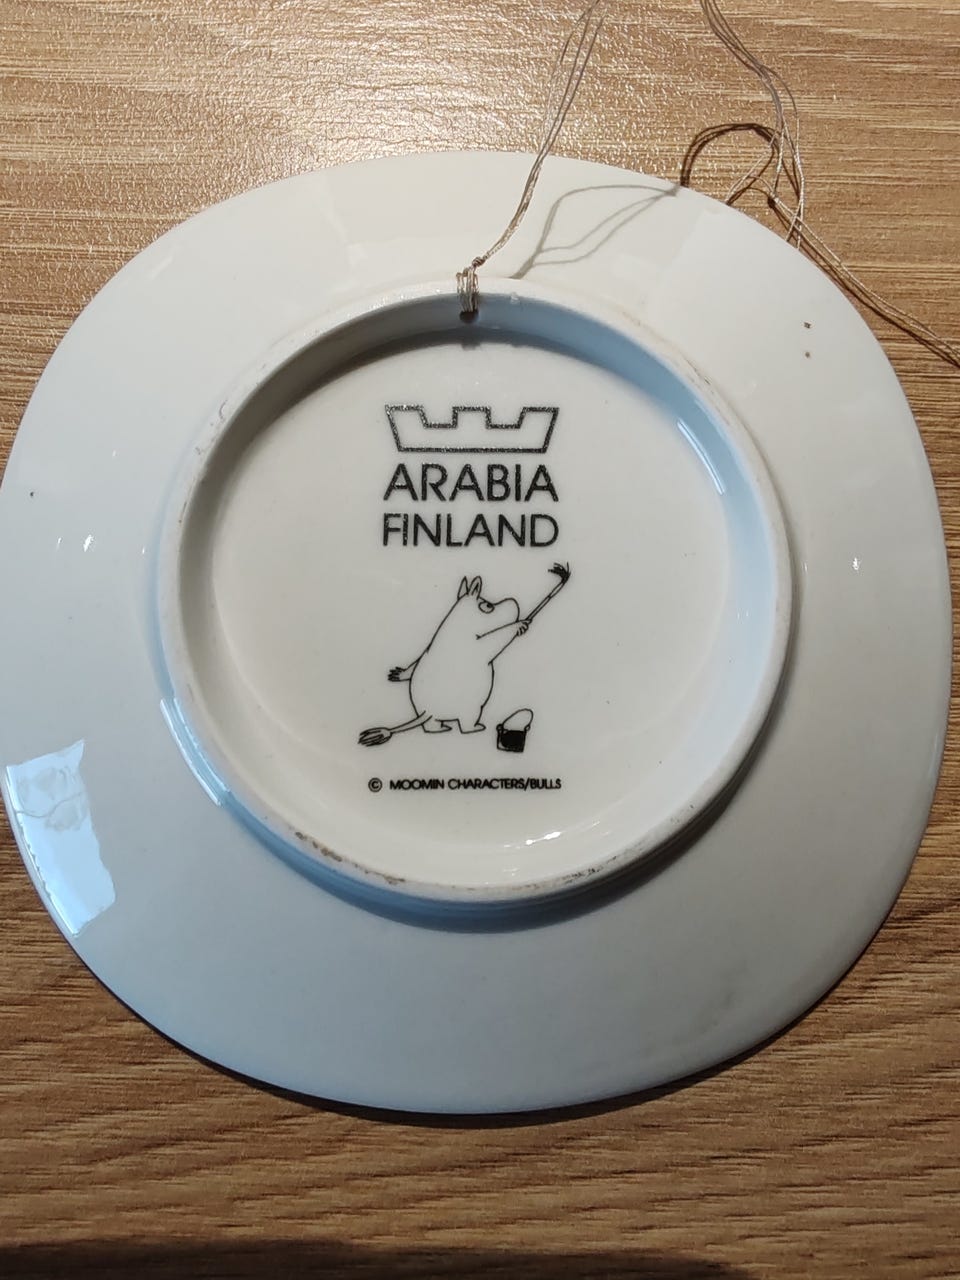 ARABIA
FINLAND
© MOOMIN CHARACTERS/BULLS